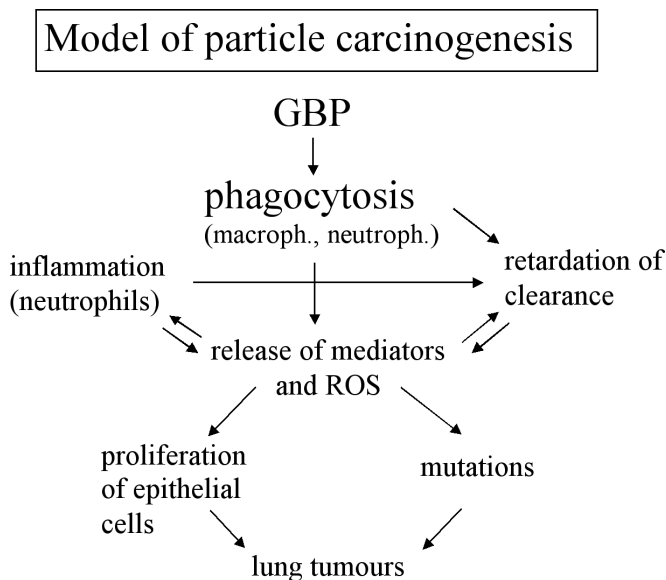 Model of particle carcinogenesis
GBP
phagocytosis
(macroph., neutroph.)
inflammation
(neutrophils)
retardation of
clearance
release of mediators
and ROS
proliferation
of epithelial
cells
mutations
lung tumours